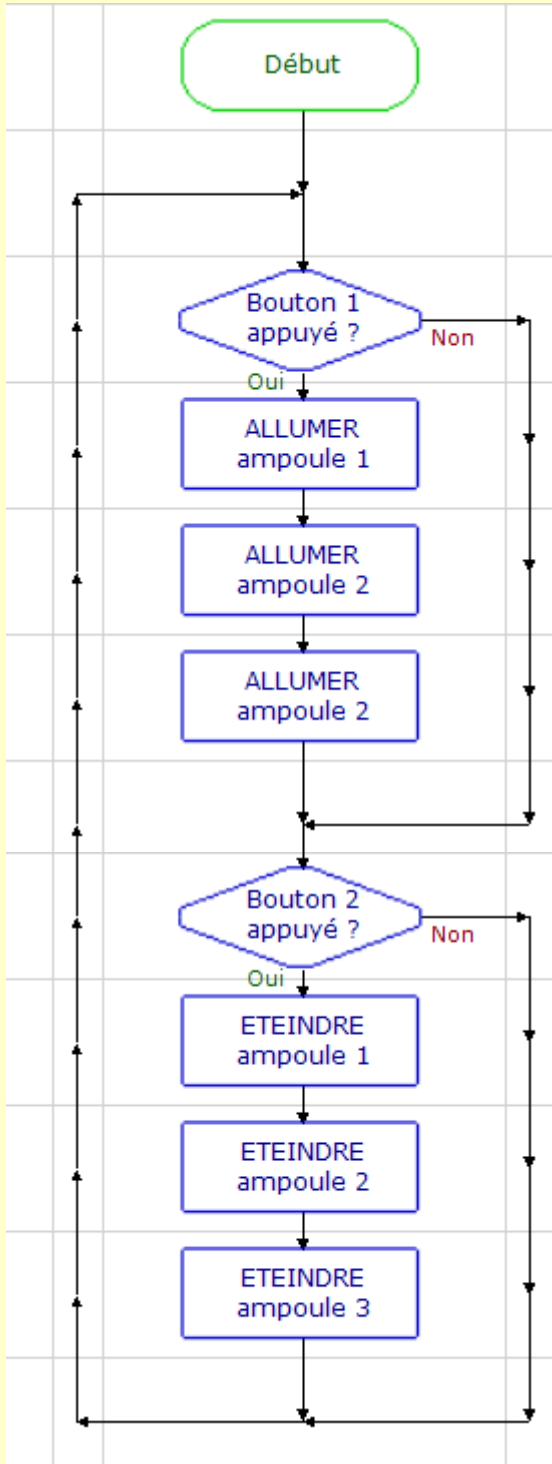 Début
Bouton 1
appuyé ?
Non
Oui
ALLUMER
ampoule 1
ALLUMER
ampoule 2
ALLUMER
ampoule 2
Bouton 2
appuyé ?
Non
Oui
ETEINDRE
ampoule 1
ETEINDRE
ampoule 2
ETEINDRE
ampoule 3